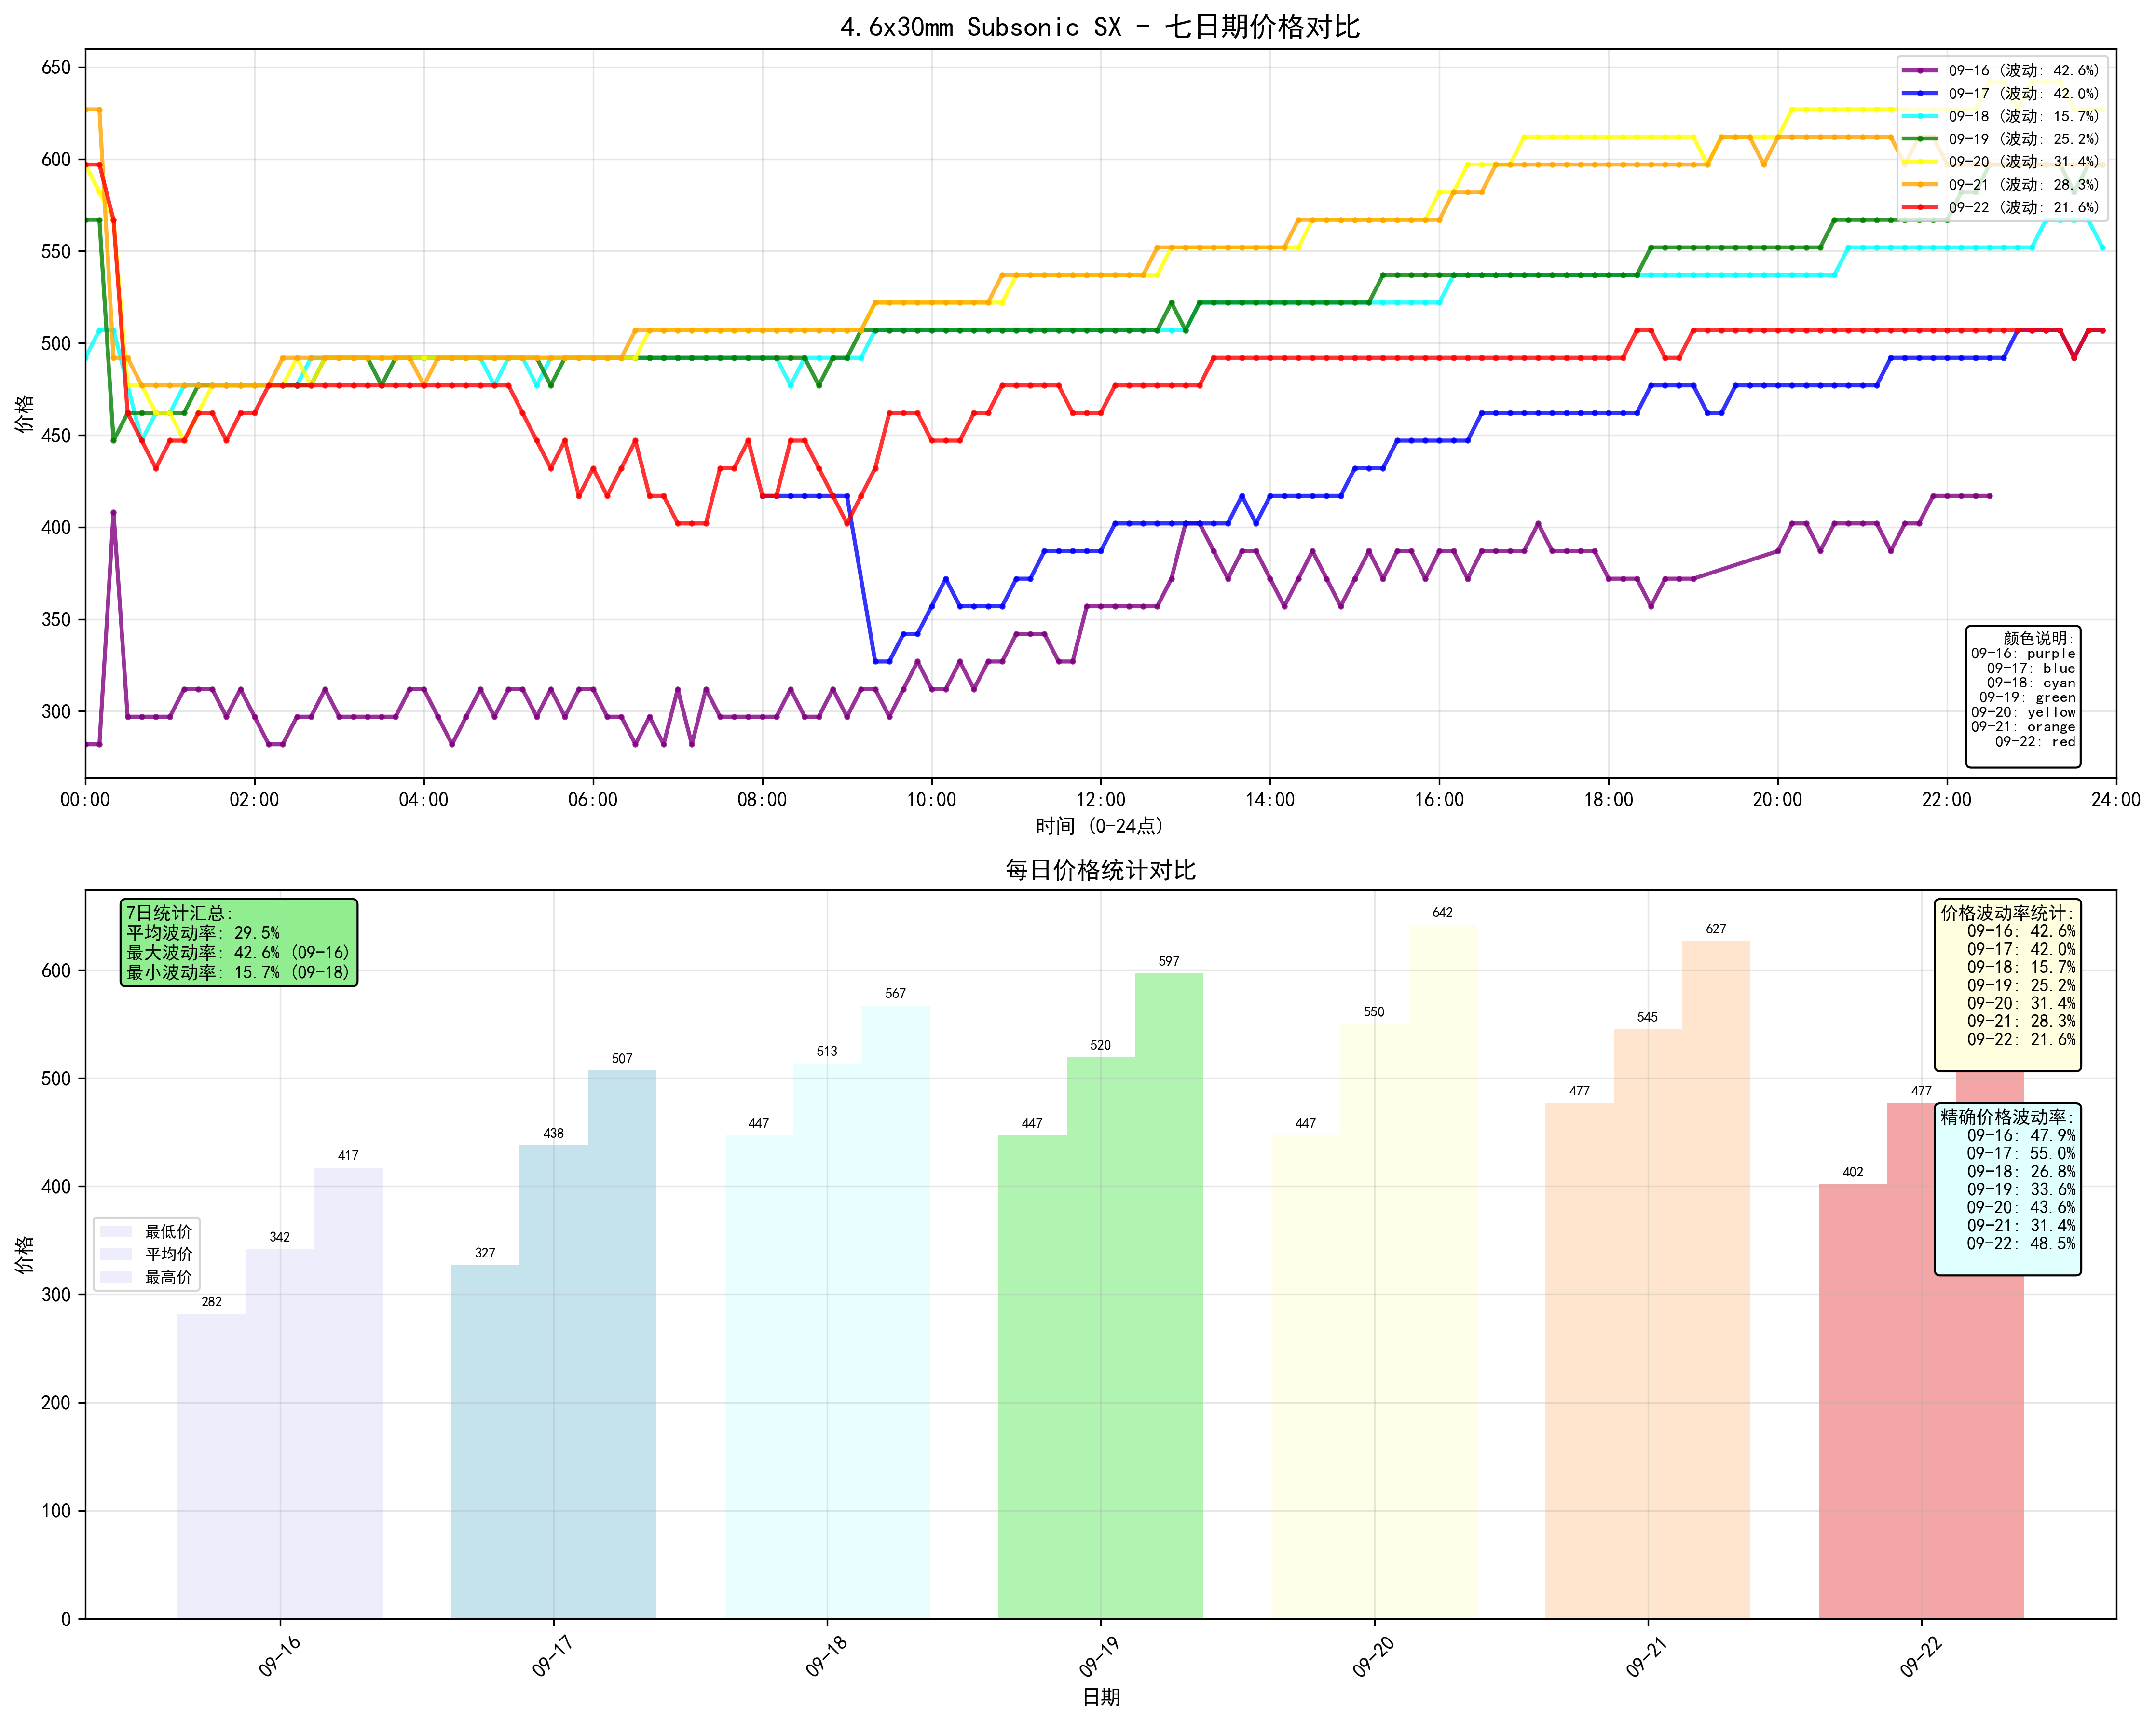 4.6x30mm Subsonic SX - 七日期价格对比
价格
650
600
550
500
450
400
350
300
09-16 (波动: 42.6%)
09-17 (波动: 42.0%)
09-18 (波动: 15.7%)
09-19 (波动: 25.2%)
09-20 (波动: 31.4%)
09-21 (波动: 28.3%)
09-22 (波动: 21.6%)
颜色说明:
09-16: purple
09-17: blue
09-18: cyan
09-19: green
09-20: yellow
09-21: orange
09-22: red
00:00 02:00 04:00 06:00 08:00 10:00 12:00 14:00 16:00 18:00 20:00 22:00 24:00
时间 (0-24点)
每日价格统计对比
价格
600
500
400
300
200
100
0
7日统计汇总:
平均波动率: 29.5%
最大波动率: 42.6% (09-16)
最小波动率: 15.7% (09-18)
最低价
平均价
最高价
282 342 417
327 438 507
447 513 567
447 520 597
447 550 642
477 545 627
402 477
价格波动率统计:
09-16: 42.6%
09-17: 42.0%
09-18: 15.7%
09-19: 25.2%
09-20: 31.4%
09-21: 28.3%
09-22: 21.6%
精确价格波动率:
09-16: 47.9%
09-17: 55.0%
09-18: 26.8%
09-19: 33.6%
09-20: 43.6%
09-21: 31.4%
09-22: 48.5%
09-16 09-17 09-18 09-19 09-20 09-21 09-22
日期